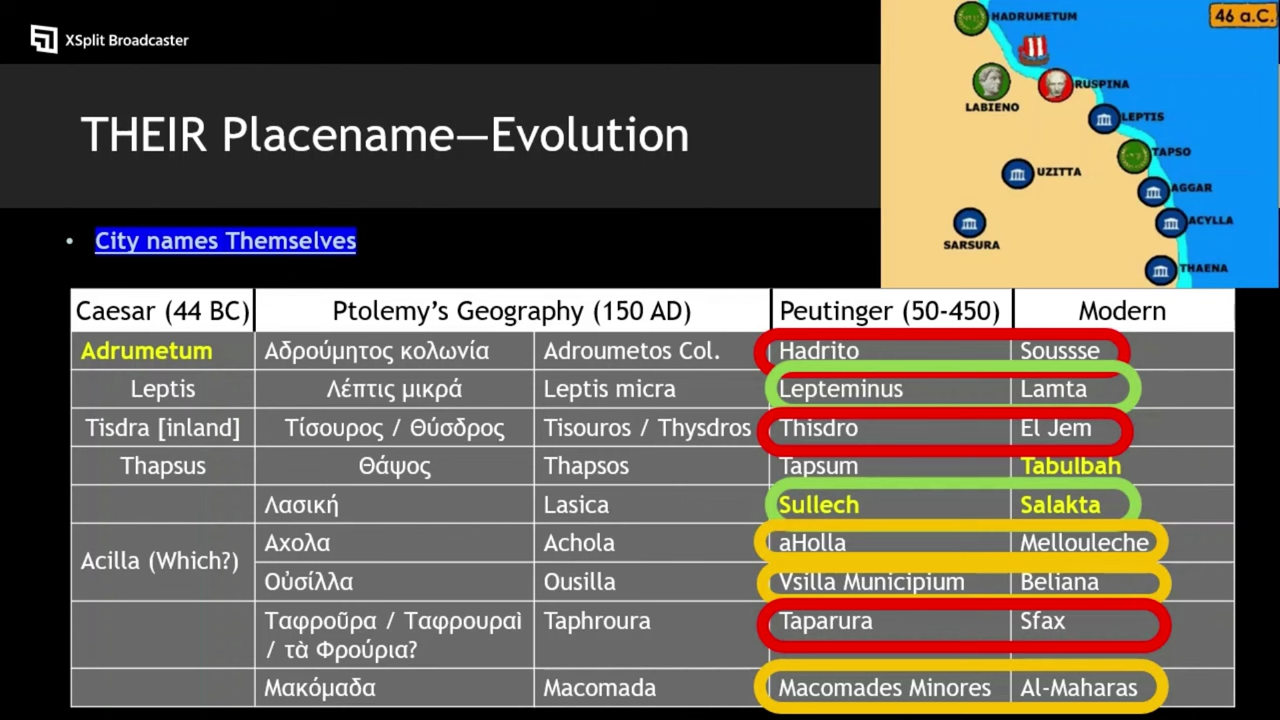 XSplit Broadcaster
46 a.C.
HADRUMETUM
LABIENO
RUSPINA
LEPTIS
TAPSO
UZITTA
AGGAR
ACYLLA
SARSURA
THAENA
THEIR Placename—Evolution
• City names Themselves
Caesar (44 BC) Ptolemy’s Geography (150 AD) Peutinger (50-450) Modern
Adrumetum Αδρούμητος κολωνία Adroumetos Col. Hadrito Soussse
Leptis Λέπτις μικρά Leptis micra Lepteminus Lamta
Tisdra [inland] Τίσουρος / Θύσδρος Tisouros / Thysdros Thisdro El Jem
Thapsus Θάψος Thapsos Tapsum Tabulbah
Λασική Lasica Sullech Salakta
Acilla (Which?) Αχολα Achola aHolla Mellouleche
Οὐσίλλα Ousilla Vsilla Municipium Beliana
Ταφροῦρα / Ταφρουραὶ Taphroura Taparura Sfax
/ τὰ Φρούρια?
Μακόμαδα Macomada Macomades Minores Al-Maharas